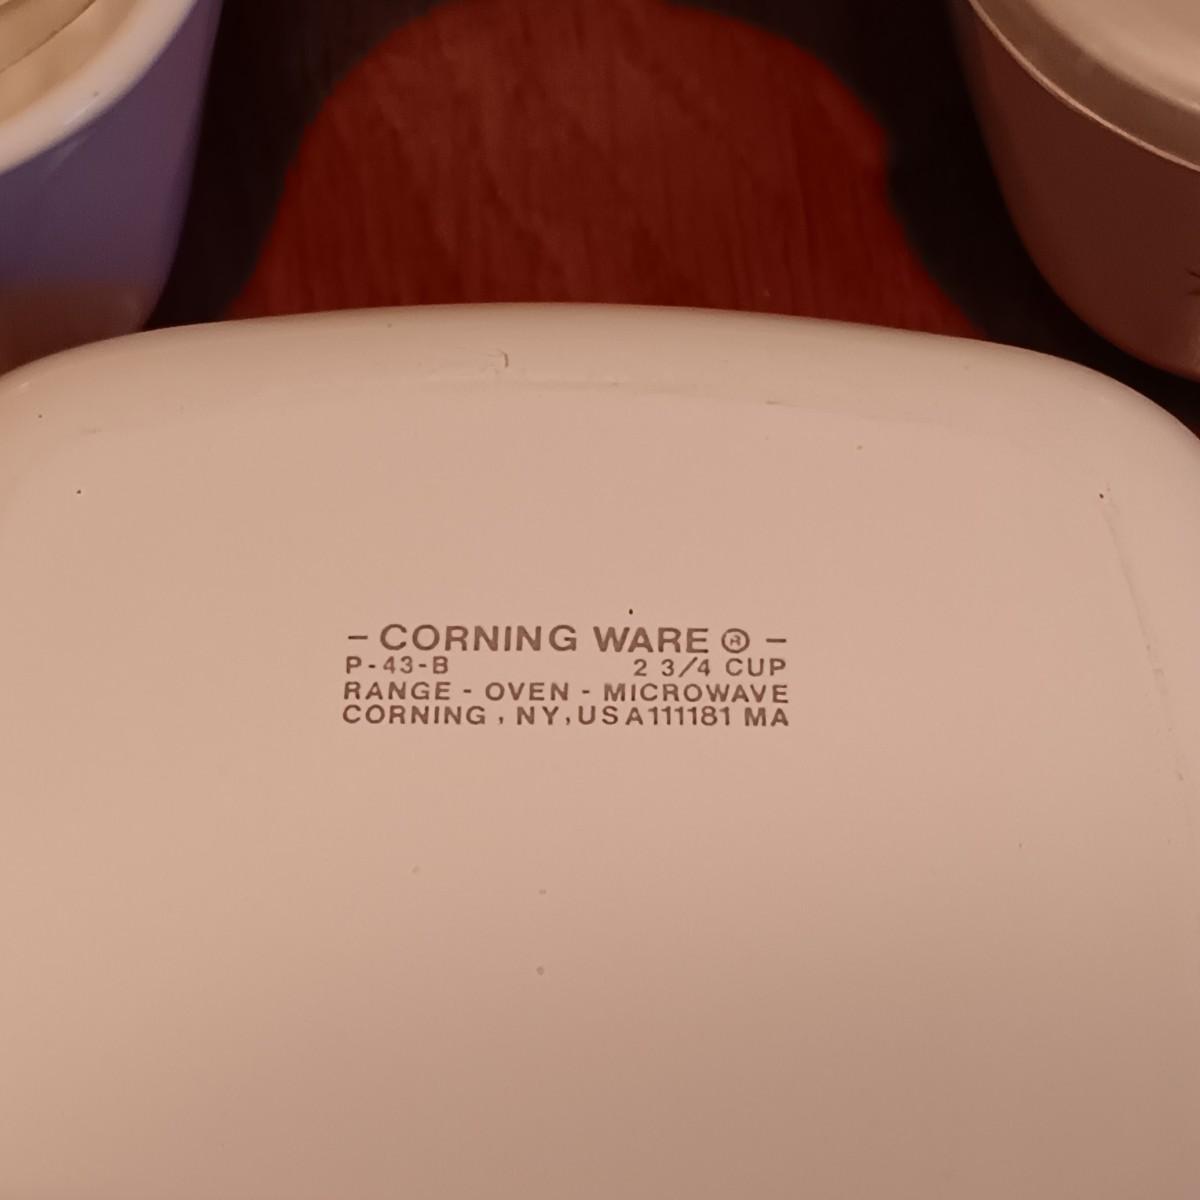 - CORNING WARE ® -
P-43-B 2 3/4 CUP
RANGE - OVEN - MICROWAVE
CORNING , NY, USA111181 MA